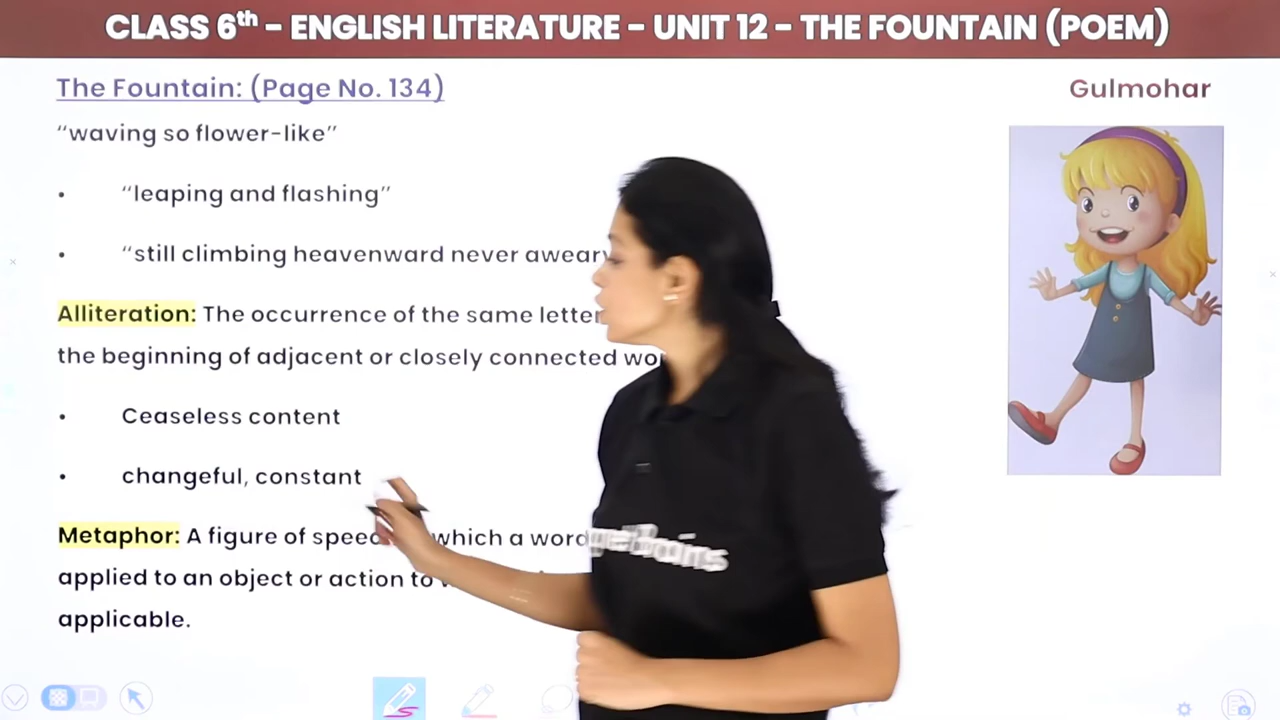 CLASS 6th – ENGLISH LITERATURE – UNIT 12 – THE FOUNTAIN (POEM)
The Fountain: (Page No. 134)
Gulmohar
“waving so flower-like”
• “leaping and flashing”
• “still climbing heavenward never aweary
Alliteration: The occurrence of the same letter
the beginning of adjacent or closely connected
• Ceaseless content
• changeful, constant
Metaphor: A figure of which a word
applied to an object or action to
applicable.